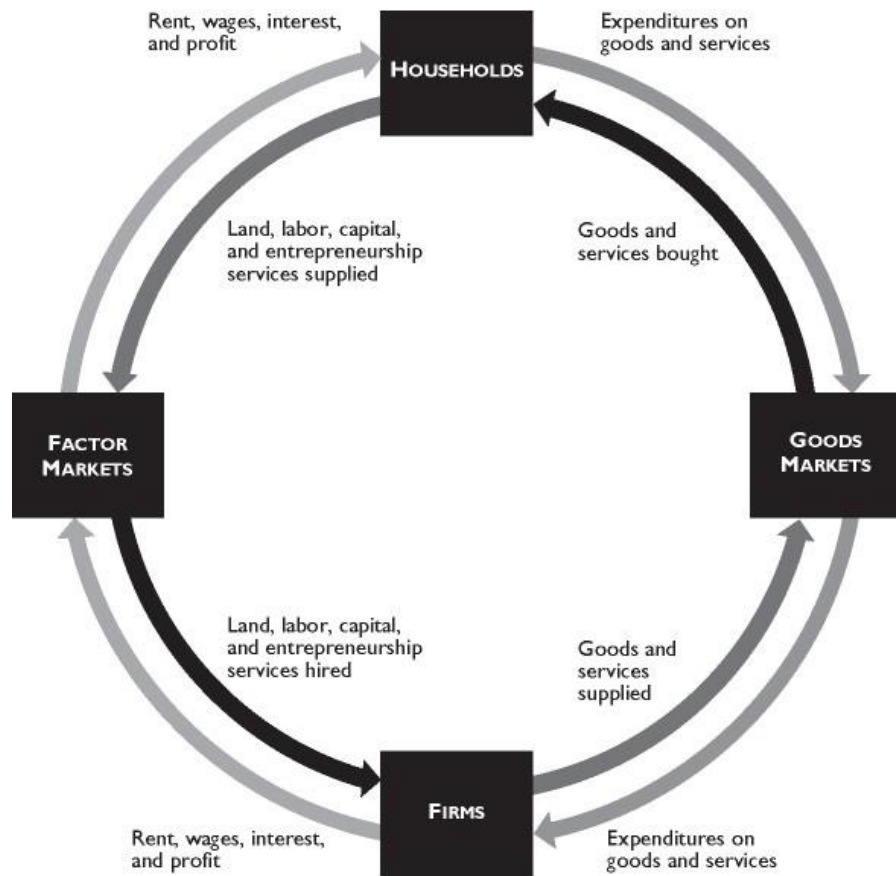 Rent, wages, interest,
and profit
HOUSEHOLDS
Expenditures on
goods and services
Land, labor, capital,
and entrepreneurship
services supplied
Goods and
services bought
FACTOR
MARKETS
GOODS
MARKETS
Land, labor, capital,
and entrepreneurship
services hired
Goods and
services
supplied
Rent, wages, interest,
and profit
FIRMS
Expenditures on
goods and services